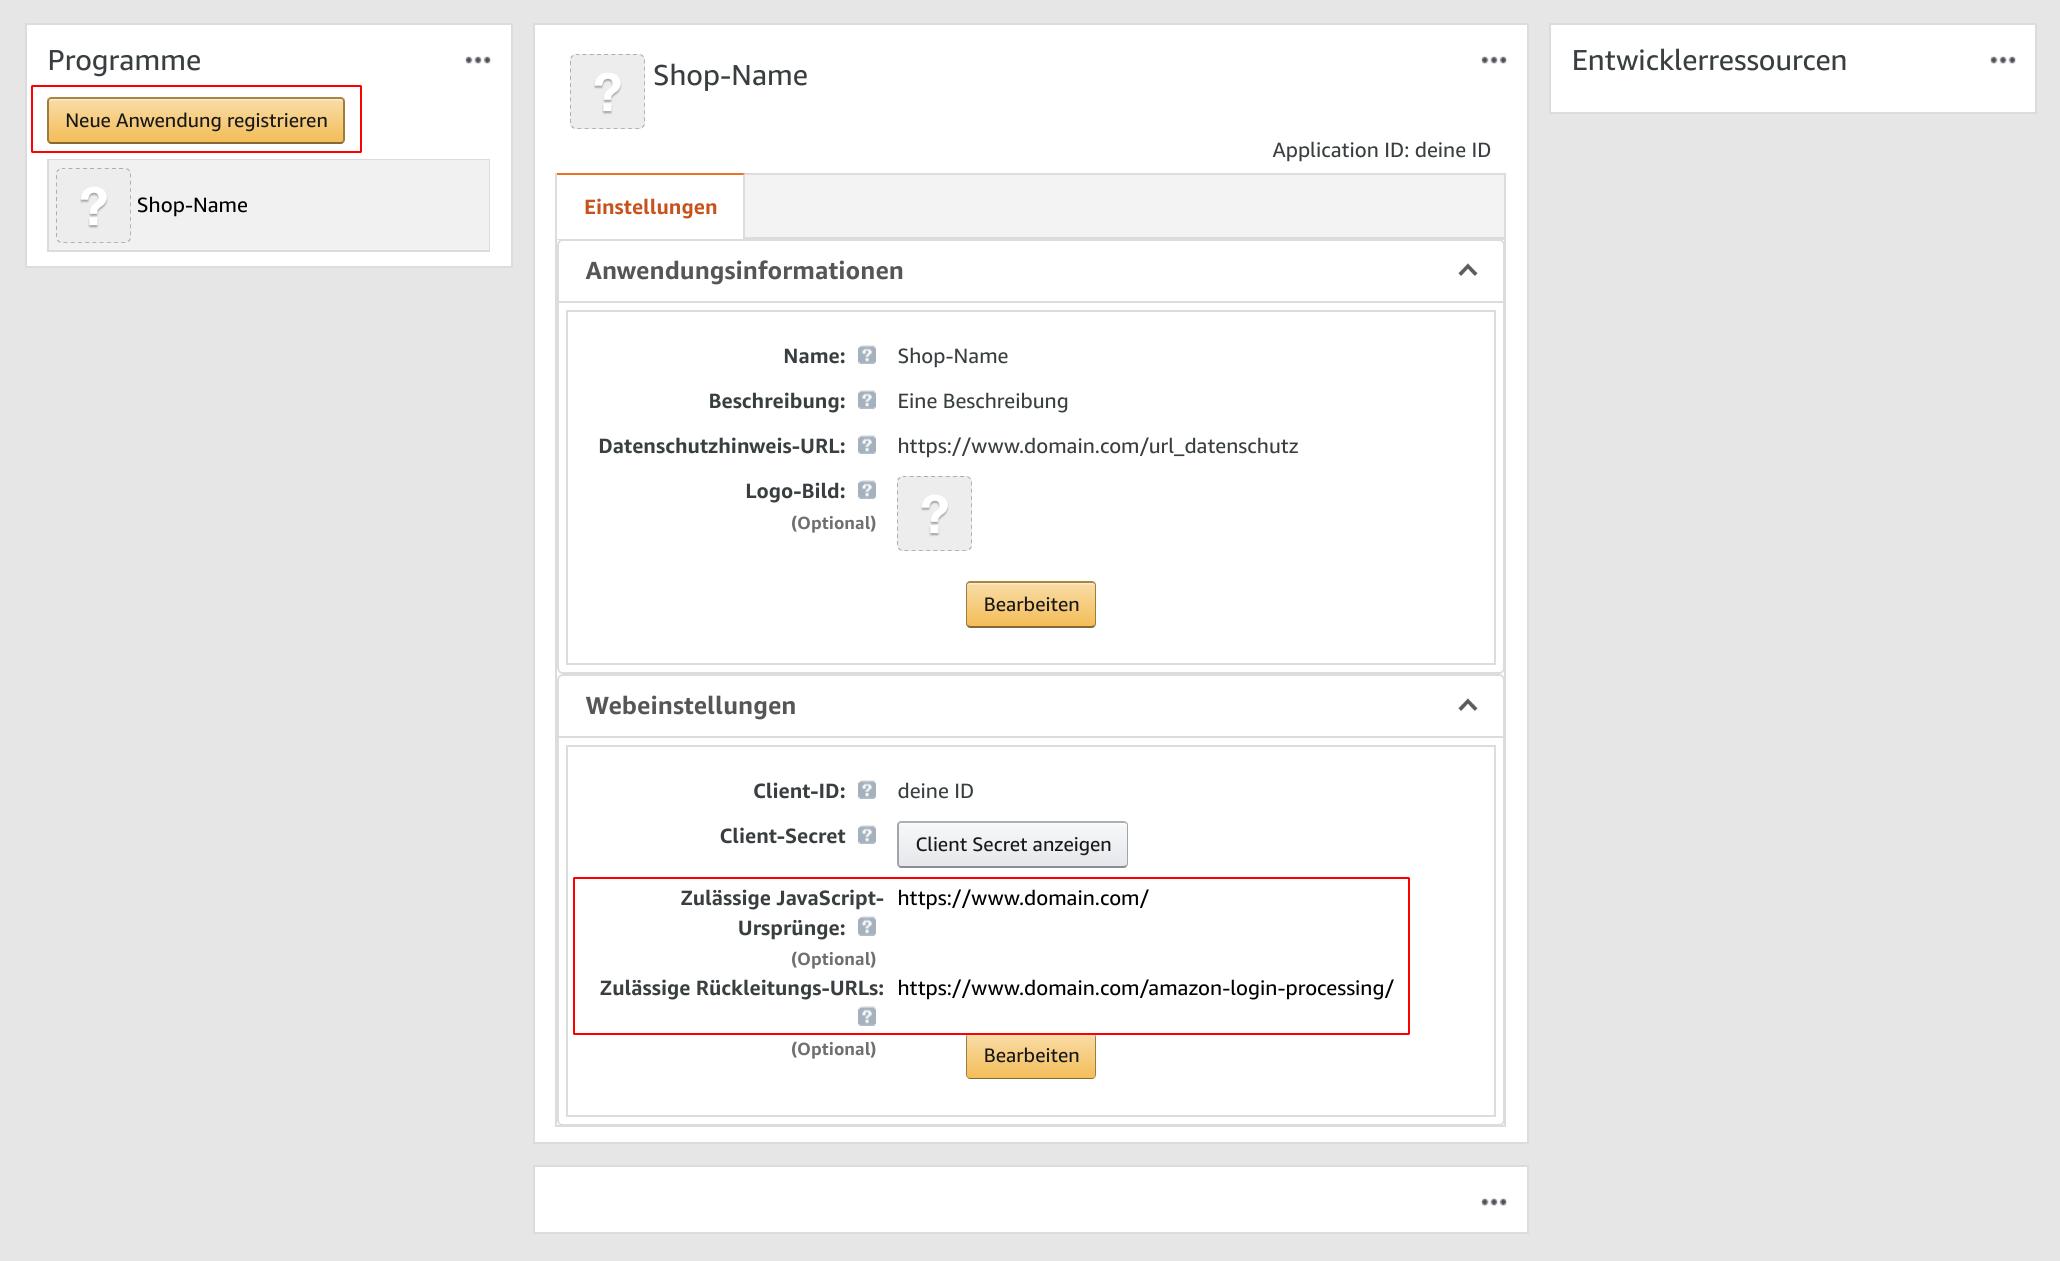 Programme
Neue Anwendung registrieren
Shop-Name
Shop-Name
Application ID: deine ID
Einstellungen
Anwendungsinformationen
Name: ? Shop-Name
Beschreibung: ? Eine Beschreibung
Datenschutzhinweis-URL: ? https://www.domain.com/url_datenschutz
Logo-Bild: ?
(Optional)
Bearbeiten
Webeinstellungen
Client-ID: ? deine ID
Client-Secret ? Client Secret anzeigen
Zulässige JavaScript- https://www.domain.com/
Ursprünge: ?
(Optional)
Zulässige Rückleitungs-URLs: https://www.domain.com/amazon-login-processing/
?
(Optional)
Bearbeiten
Entwicklerressourcen